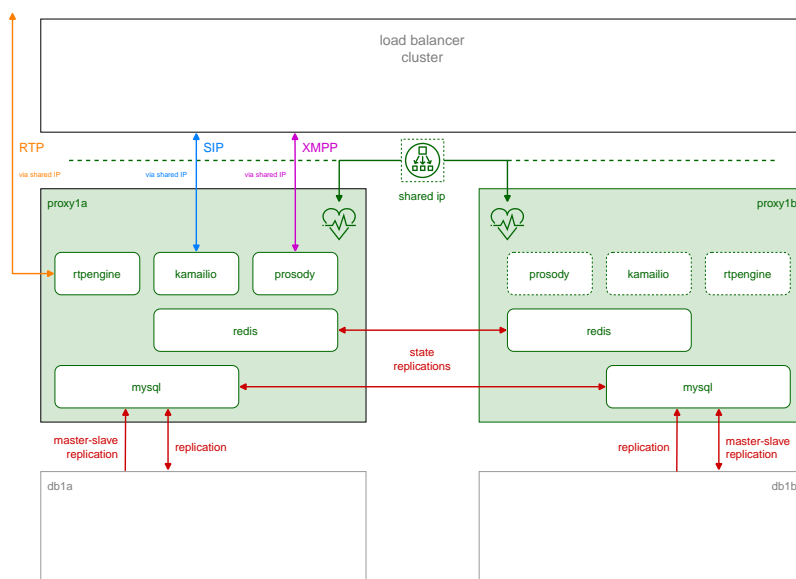 load balancer
cluster
RTP
SIP
XMPP
via shared IP
via shared IP
via shared IP
shared ip
proxy1a
proxy1b
rtpengine
kamailio
prosody
prosody
kamailio
rtpengine
redis
redis
state
replications
mysql
mysql
master-slave
replication
replication
replication
master-slave
replication
db1a
db1b